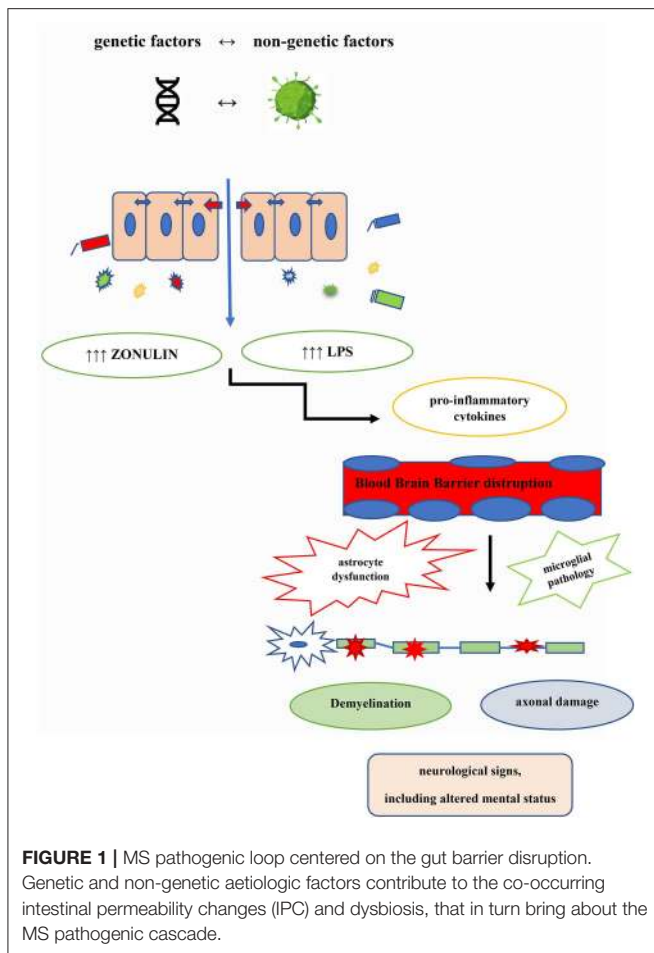 genetic factors ↔ non-genetic factors
↔
↑↑↑ ZONULIN
↑↑↑ LPS
pro-inflammatory
cytokines
Blood Brain Barrier distruption
astrocyte
dysfunction
microglial
pathology
Demyelination
axonal damage
neurological signs,
including altered mental status
FIGURE 1 | MS pathogenic loop centered on the gut barrier disruption.
Genetic and non-genetic aetiologic factors contribute to the co-occurring
intestinal permeability changes (IPC) and dysbiosis, that in turn bring about the
MS pathogenic cascade.